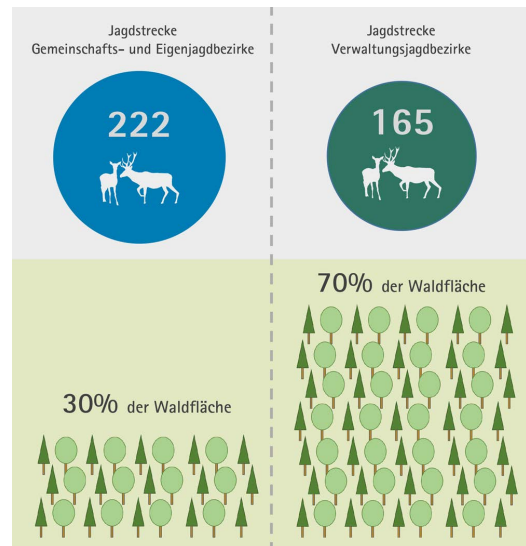 Jagdstrecke
Gemeinschafts- und Eigenjagdbezirke
222
30% der Waldfläche
Jagdstrecke
Verwaltungsjagdbezirke
165
70% der Waldfläche